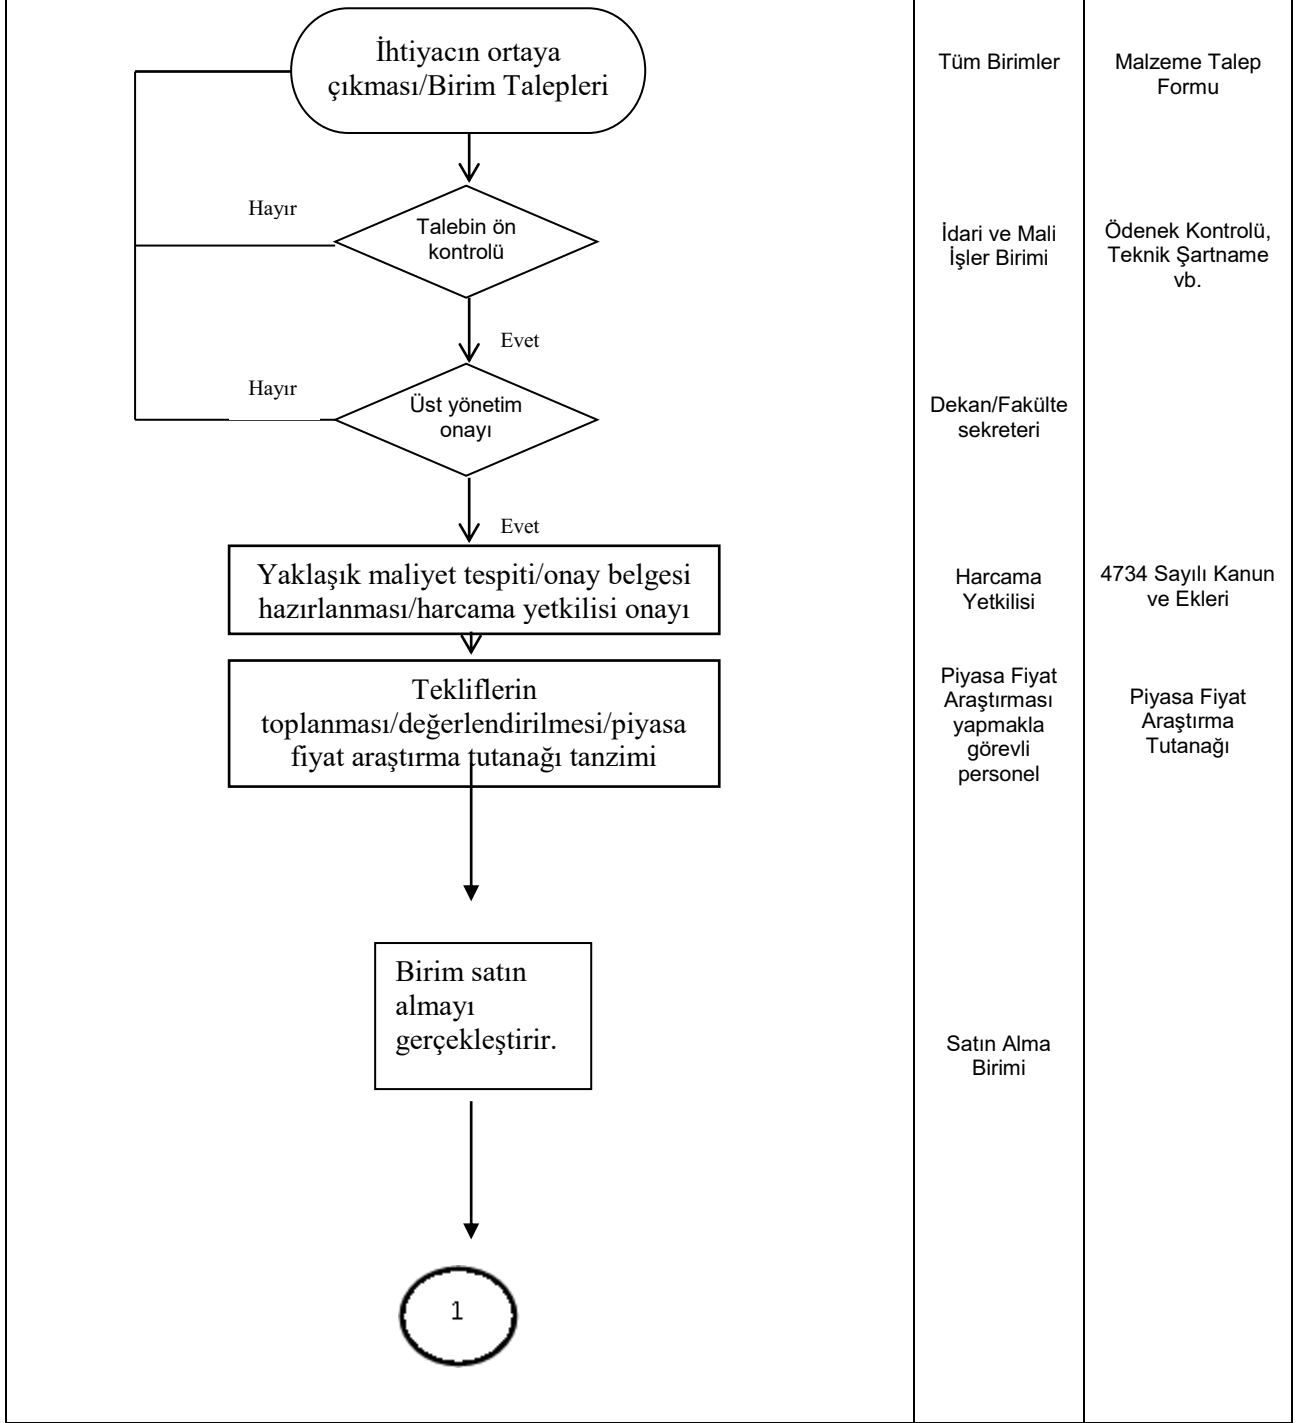 İhtiyacın ortaya
çıkması/Birim Talepleri
Tüm Birimler
Malzeme Talep
Formu
Hayır
Talebin ön
kontrolü
İdari ve Mali
İşler Birimi
Ödenek Kontrolü,
Teknik Şartname
vb.
Evet
Hayır
Üst yönetim
onayı
Dekan/Fakülte
sekreteri
Evet
Yaklaşık maliyet tespiti/onay belgesi
hazırlanması/harcama yetkilisi onayı
Harcama
Yetkilisi
4734 Sayılı Kanun
ve Ekleri
Tekliflerin
toplanması/değerlendirilmesi/piyasa
fiyat araştırma tutanağı tanzimi
Piyasa Fiyat
Araştırması
yapmakla
görevli
personel
Piyasa Fiyat
Araştırma
Tutanağı
Birim satın
almayı
gerçekleştirir.
Satın Alma
Birimi
1